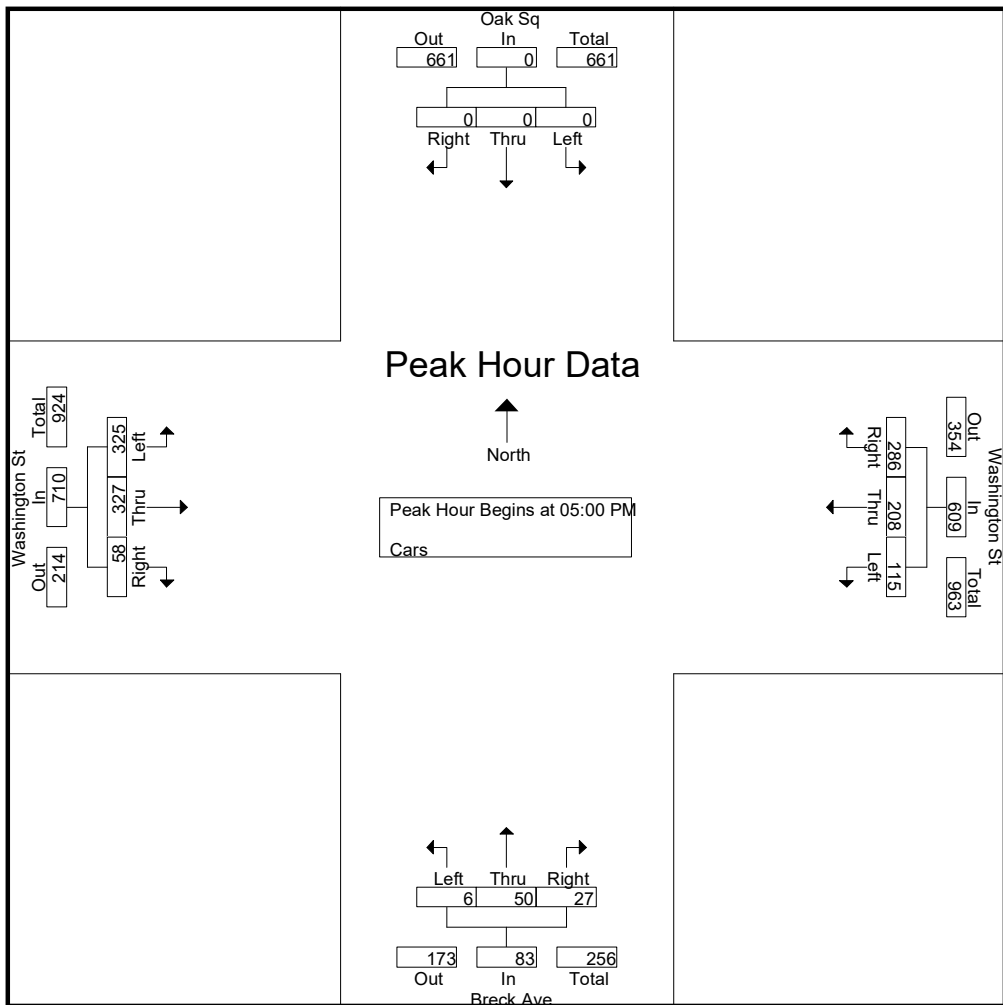 Oak Sq
Out In Total
661 0 661
0 0 0
Right Thru Left
Peak Hour Data
North
Peak Hour Begins at 05:00 PM
Cars
Washington St
Total In Out
924 710 214
325 327 58
Left Thru Right
Right Thru Left
286 208 115
354 609 963
Out In Total
Washington St
Left Thru Right
6 50 27
173 83 256
Out In Total
Breck Ave